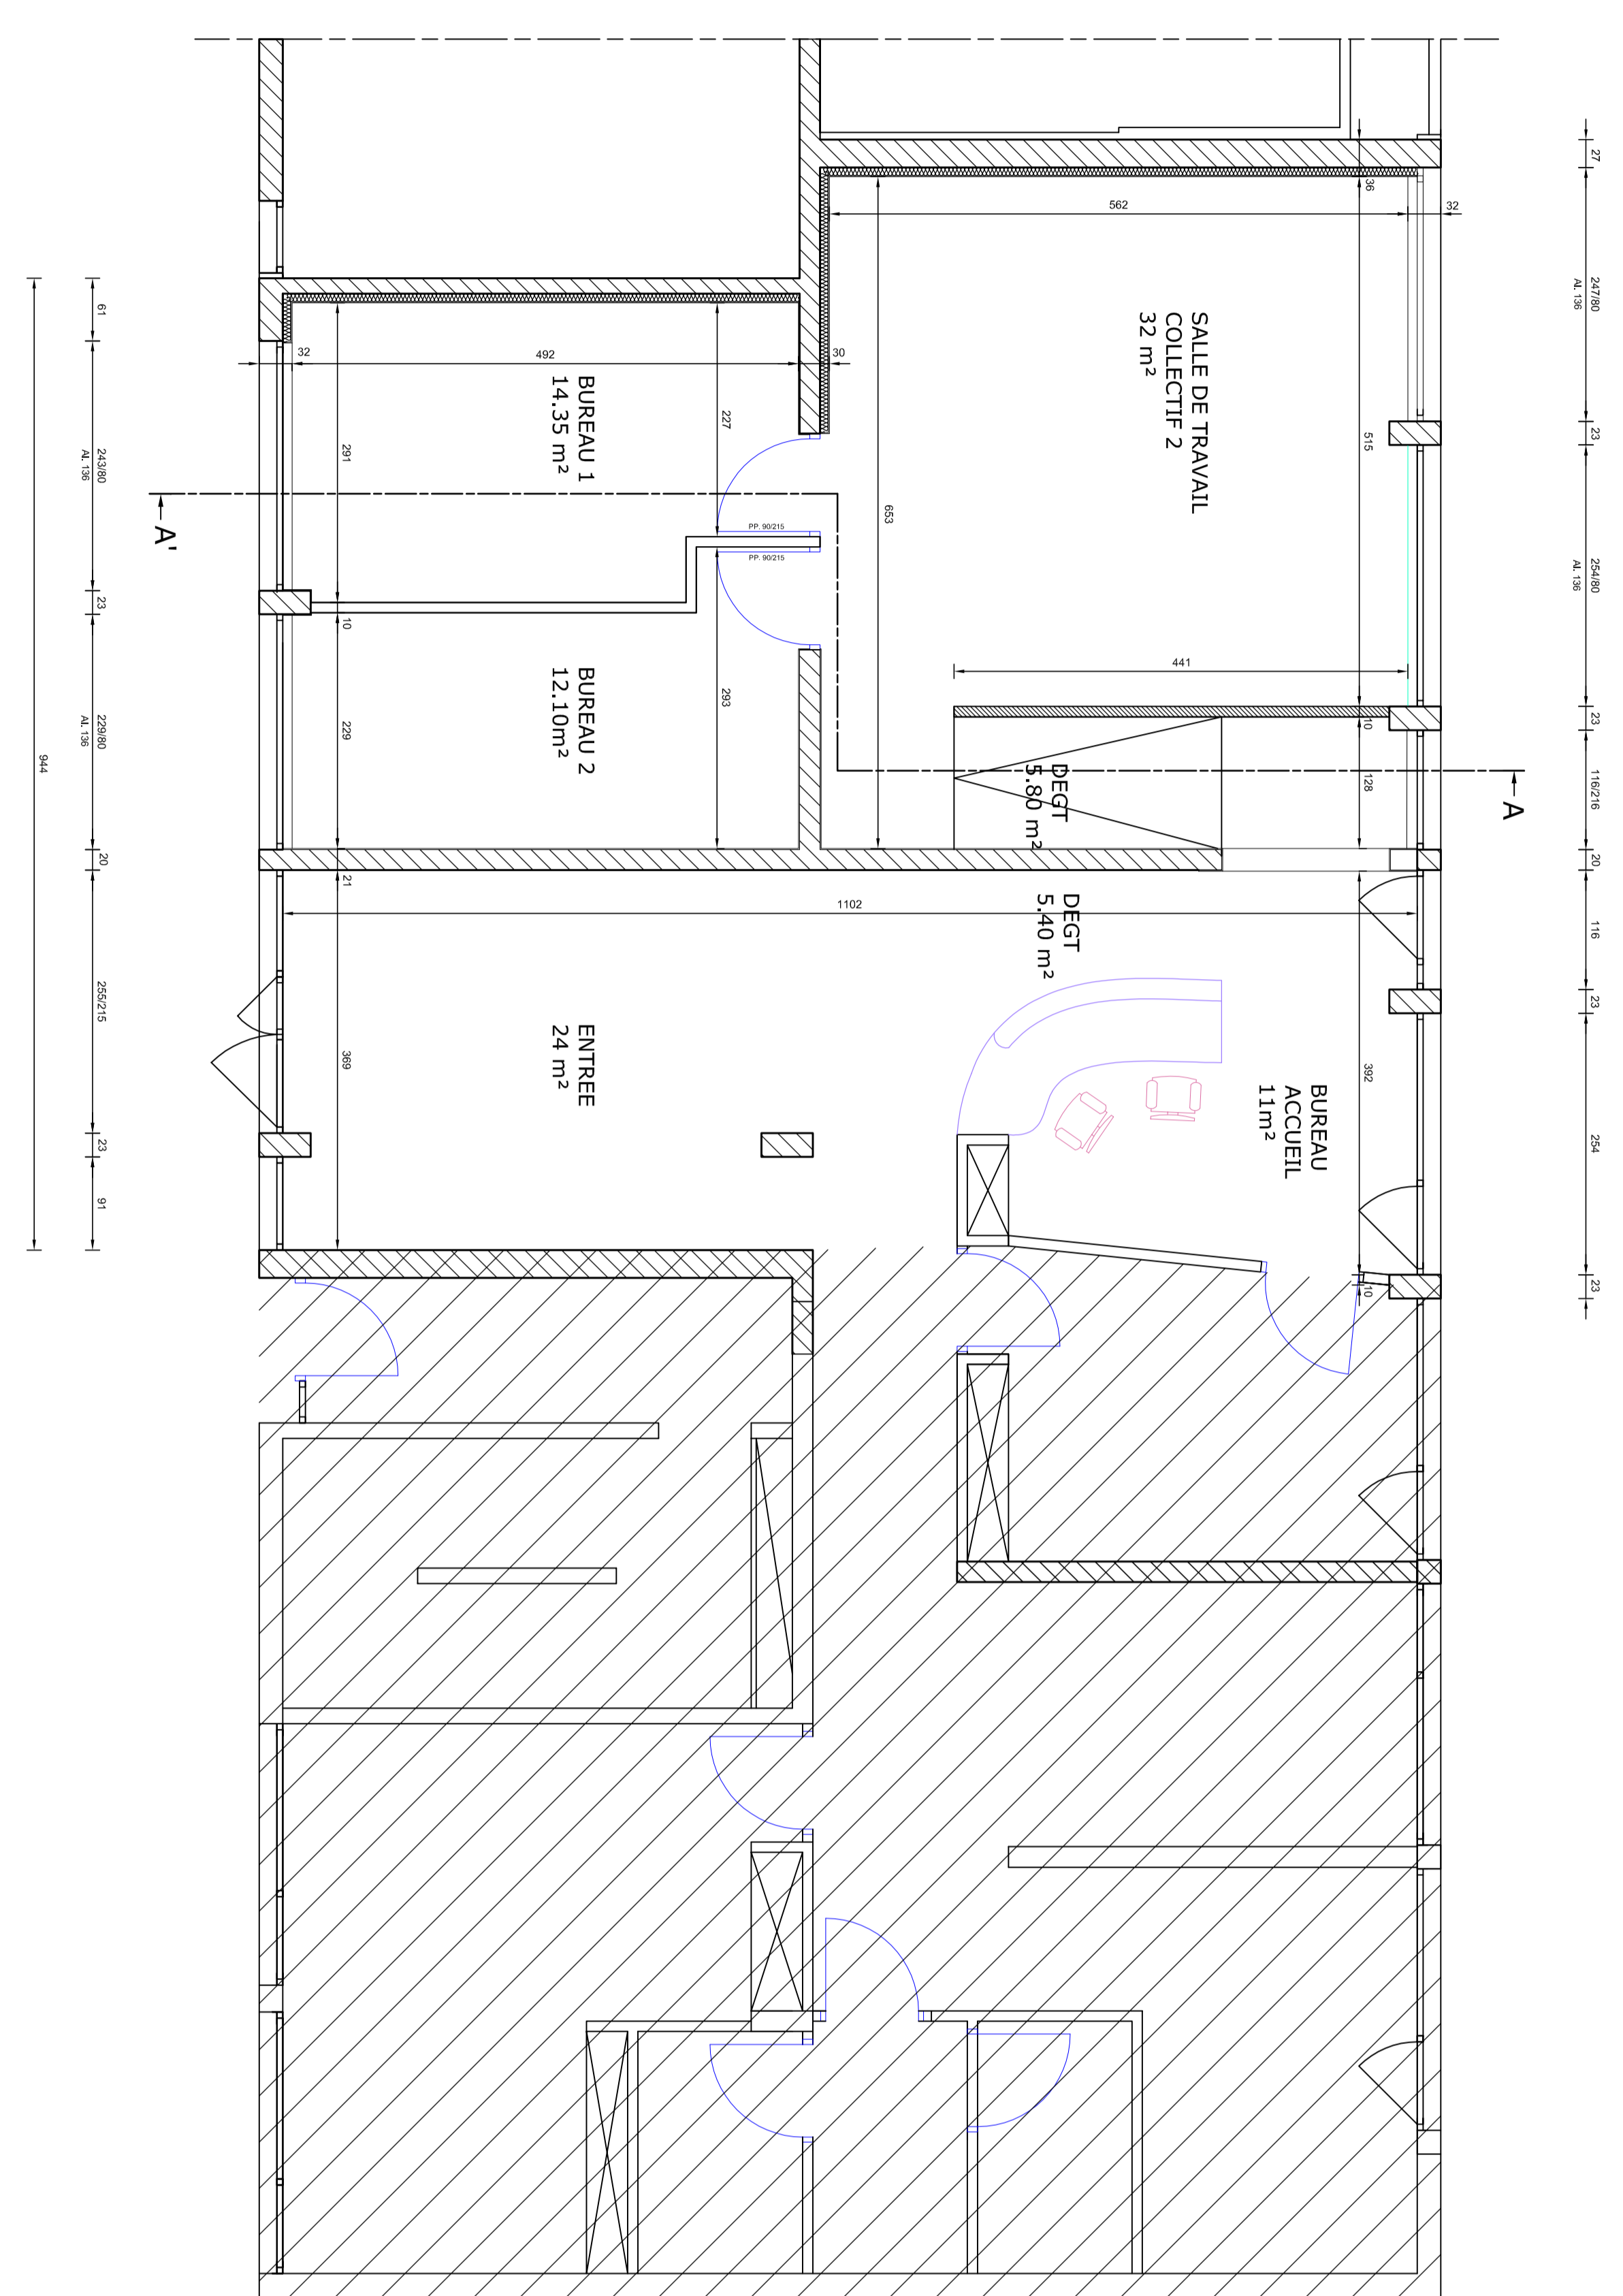 SALLE DE TRAVAIL
COLLECTIF 2
32 m²
BUREAU 1
14.35 m²
BUREAU 2
12.10m²
DEGT
5.80 m²
DEGT
5.40 m²
ENTREE
24 m²
BUREAU
ACCUEIL
11m²
A
A'
PP. 90/215
PP. 90/215
27
247/80
Al. 136
23
254/80
Al. 136
23
116/216
20
116
23
254
23
36
515
10
128
392
10
562
32
653
441
32
492
30
227
293
291
10
229
21
369
1102
61
243/80
Al. 136
23
229/80
Al. 136
20
255/215
23
91
944